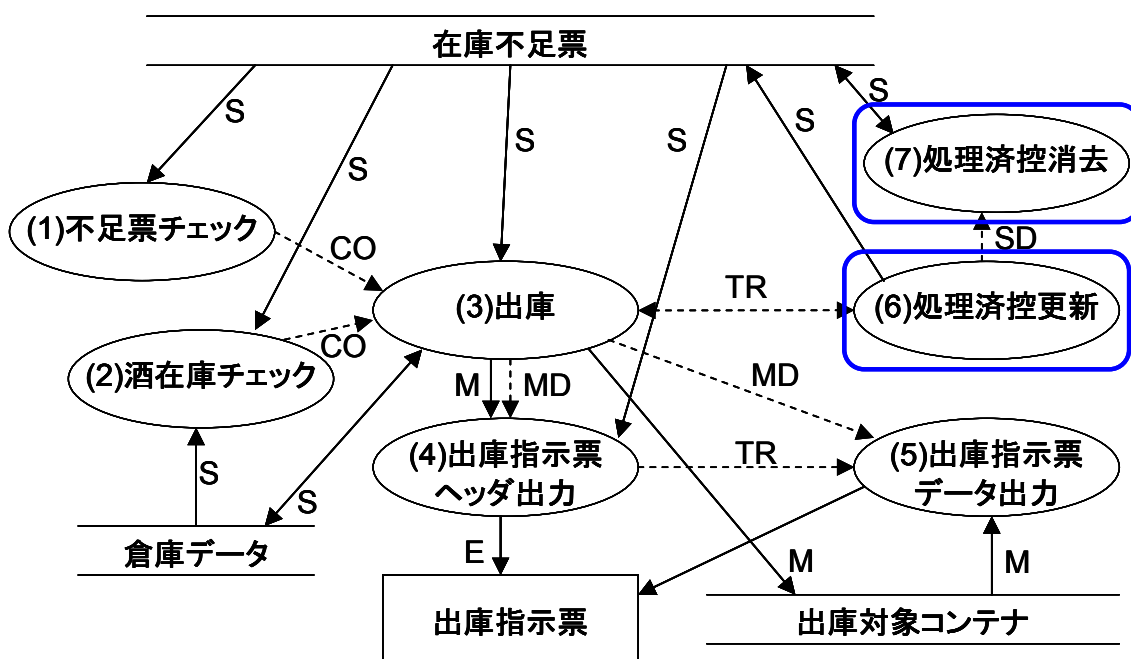 在庫不足票
S
S
S
S
S
S
(7)処理済控消去
(1)不足票チェック
CO
SD
(3)出庫
TR
(6)処理済控更新
CO
(2)酒在庫チェック
M
MD
MD
S
S
(4)出庫指示票
ヘッダ出力
TR
(5)出庫指示票
データ出力
倉庫データ
E
M
M
出庫指示票
出庫対象コンテナ